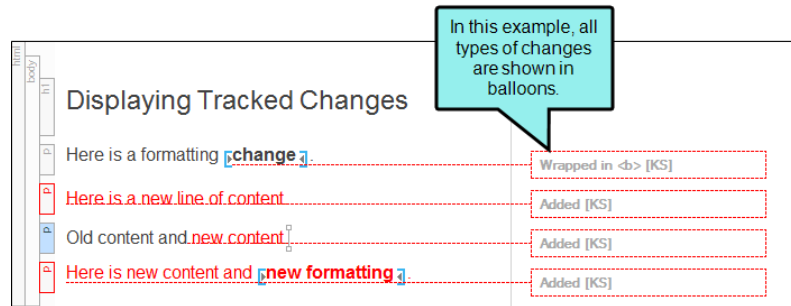 In this example, all
types of changes
are shown in
balloons.
html
body
h1
Displaying Tracked Changes
p
Here is a formatting change.
Wrapped in <b> [KS]
p
Here is a new line of content
Added [KS]
p
Old content and new content
Added [KS]
p
Here is new content and new formatting.
Added [KS]